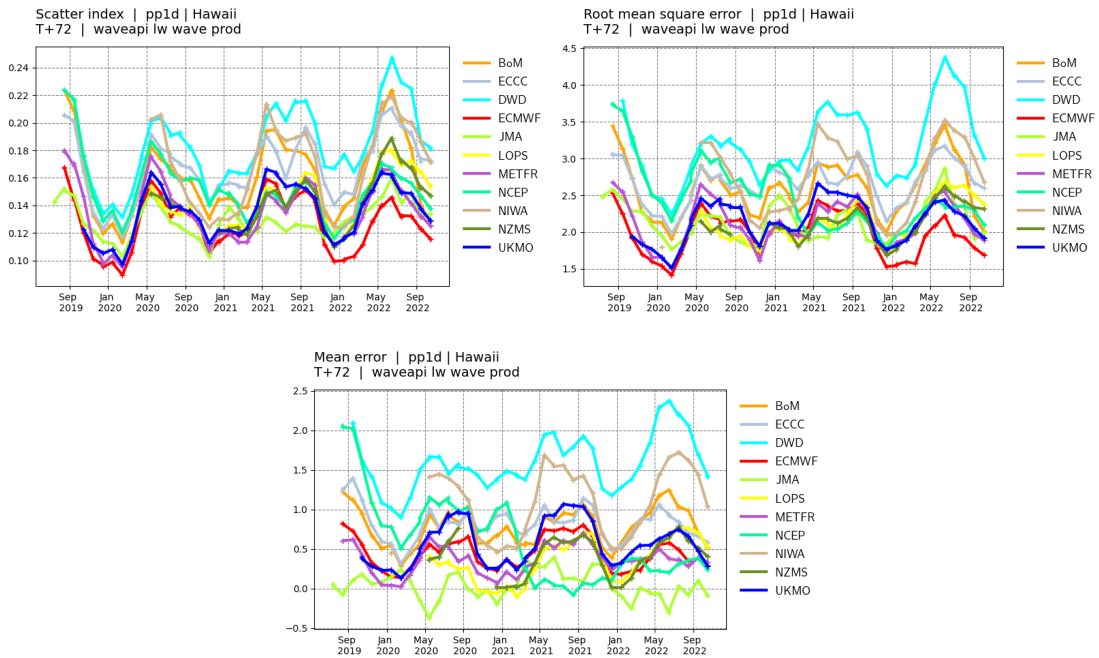 Scatter index | pp1d | Hawaii
T+72 | waveapi lw wave prod
0.24
0.22
0.20
0.18
0.16
0.14
0.12
0.10
Sep 2019
Jan 2020
May 2020
Sep 2020
Jan 2021
May 2021
Sep 2021
Jan 2022
May 2022
Sep 2022
BoM
ECCC
DWD
ECMWF
JMA
LOPS
METFR
NCEP
NIWA
NZMS
UKMO
Root mean square error | pp1d | Hawaii
T+72 | waveapi lw wave prod
4.5
4.0
3.5
3.0
2.5
2.0
1.5
Sep 2019
Jan 2020
May 2020
Sep 2020
Jan 2021
May 2021
Sep 2021
Jan 2022
May 2022
Sep 2022
BoM
ECCC
DWD
ECMWF
JMA
LOPS
METFR
NCEP
NIWA
NZMS
UKMO
Mean error | pp1d | Hawaii
T+72 | waveapi lw wave prod
2.5
2.0
1.5
1.0
0.5
0.0
−0.5
Sep 2019
Jan 2020
May 2020
Sep 2020
Jan 2021
May 2021
Sep 2021
Jan 2022
May 2022
Sep 2022
BoM
ECCC
DWD
ECMWF
JMA
LOPS
METFR
NCEP
NIWA
NZMS
UKMO